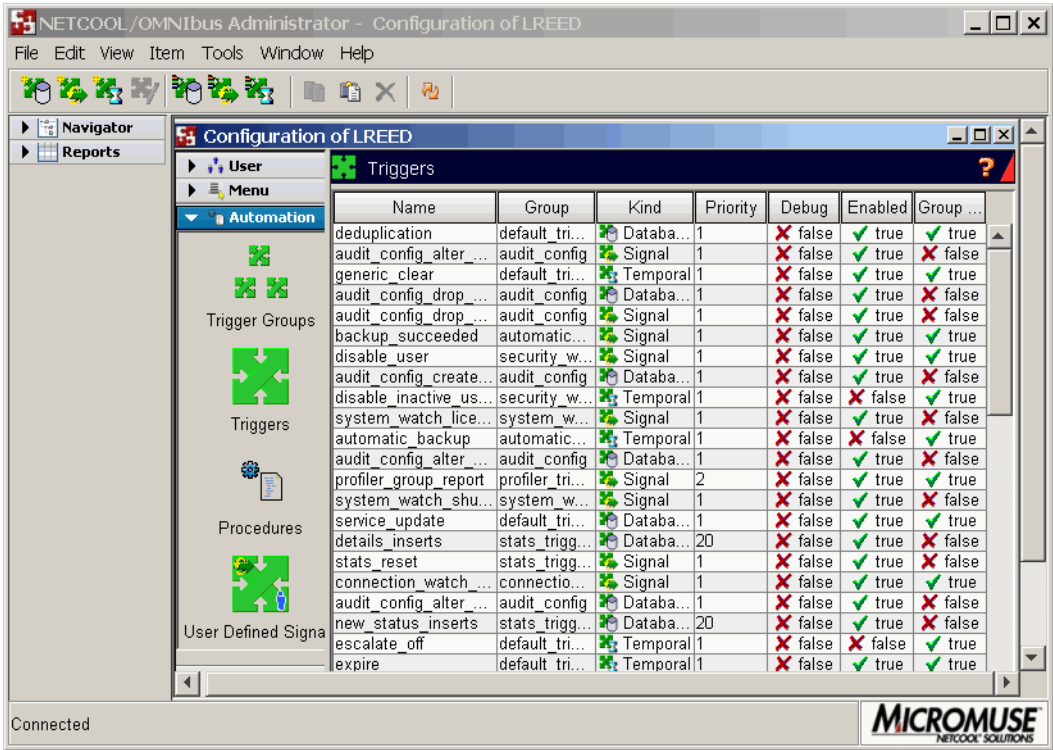 NETCOOL/OMNIbus Administrator - Configuration of LREED
File Edit View Item Tools Window Help
Navigator
Reports
Configuration of LREED
User
Menu
Automation
Trigger Groups
Triggers
Procedures
User Defined Signa
Triggers ?
Name Group Kind Priority Debug Enabled Group ...
deduplication default_tri... Databa... 1 false true true
audit_config_alter_... audit_config Signal 1 false true false
generic_clear default_tri... Temporal 1 false true true
audit_config_drop_... audit_config Databa... 1 false true false
audit_config_drop_... audit_config Signal 1 false true false
backup_succeeded automatic... Signal 1 false true true
disable_user security_w... Signal 1 false true true
audit_config_create... audit_config Databa... 1 false true false
disable_inactive_us... security_w... Temporal 1 false false true
system_watch_lice... system_w... Signal 1 false true false
automatic_backup automatic... Temporal 1 false false true
audit_config_alter_... audit_config Databa... 1 false true false
profiler_group_report profiler_tri... Signal 2 false true true
system_watch_shu... system_w... Signal 1 false true false
service_update default_tri... Databa... 1 false true true
details_inserts stats_trigg... Databa... 20 false true false
stats_reset stats_trigg... Signal 1 false true false
connection_watch_... connectio... Signal 1 false true true
audit_config_alter_... audit_config Databa... 1 false true false
new_status_inserts stats_trigg... Databa... 20 false true false
escalate_off default_tri... Temporal 1 false false true
expire default_tri... Temporal 1 false true true
Connected
MICROMUSE
NETCOOL® SOLUTIONS